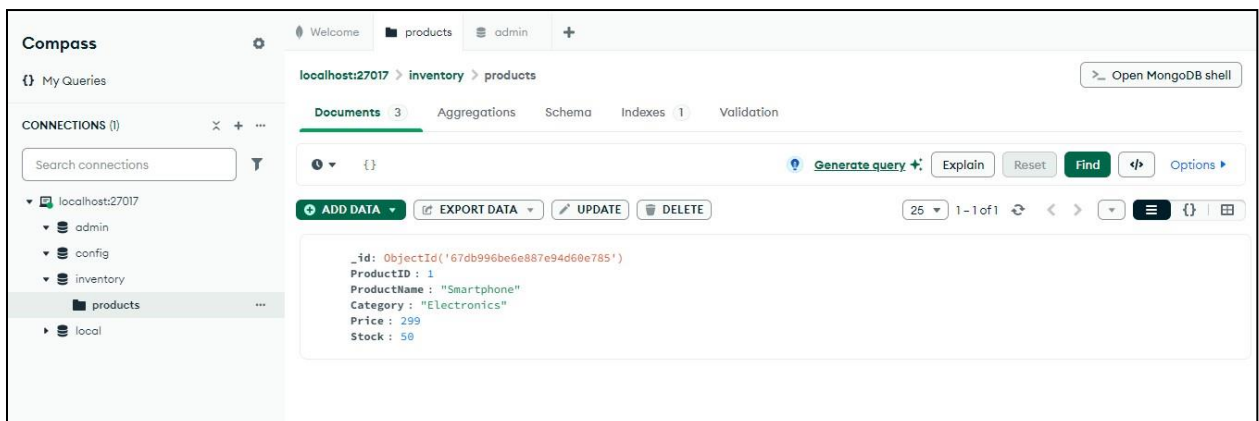 Compass
{} My Queries
CONNECTIONS (1)
Search connections
localhost:27017
admin
config
inventory
products
local
Welcome products admin
localhost:27017 > inventory > products
>_ Open MongoDB shell
Documents 3 Aggregations Schema Indexes 1 Validation
{} Generate query Explain Reset Find </> Options
ADD DATA EXPORT DATA UPDATE DELETE 25 1-1 of 1 {}
_id: ObjectId('67db996be6e887e94d60e785')
ProductID : 1
ProductName : "Smartphone"
Category : "Electronics"
Price : 299
Stock : 50